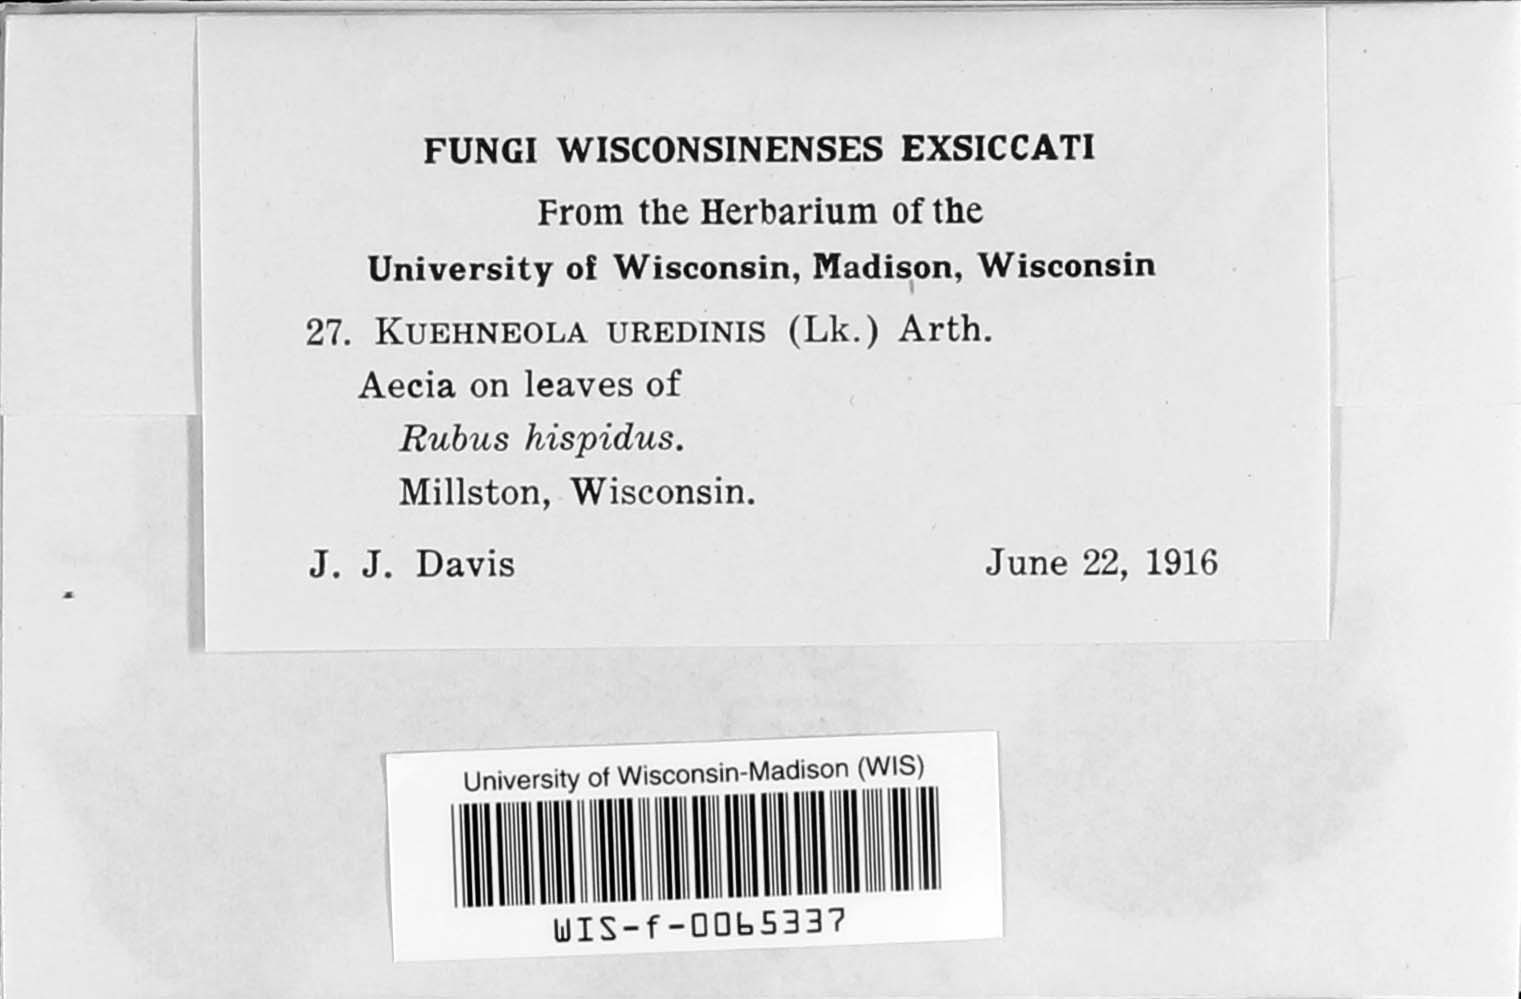 FUNGI WISCONSINENSES EXSICCATI
From the Herbarium of the
University of Wisconsin, Madison, Wisconsin
27. KUEHNEOLA UREDINIS (Lk.) Arth.
Aecia on leaves of
Rubus hispidus.
Millston, Wisconsin.
J. J. Davis June 22, 1916
University of Wisconsin-Madison (WIS)
WIS-f-0065337